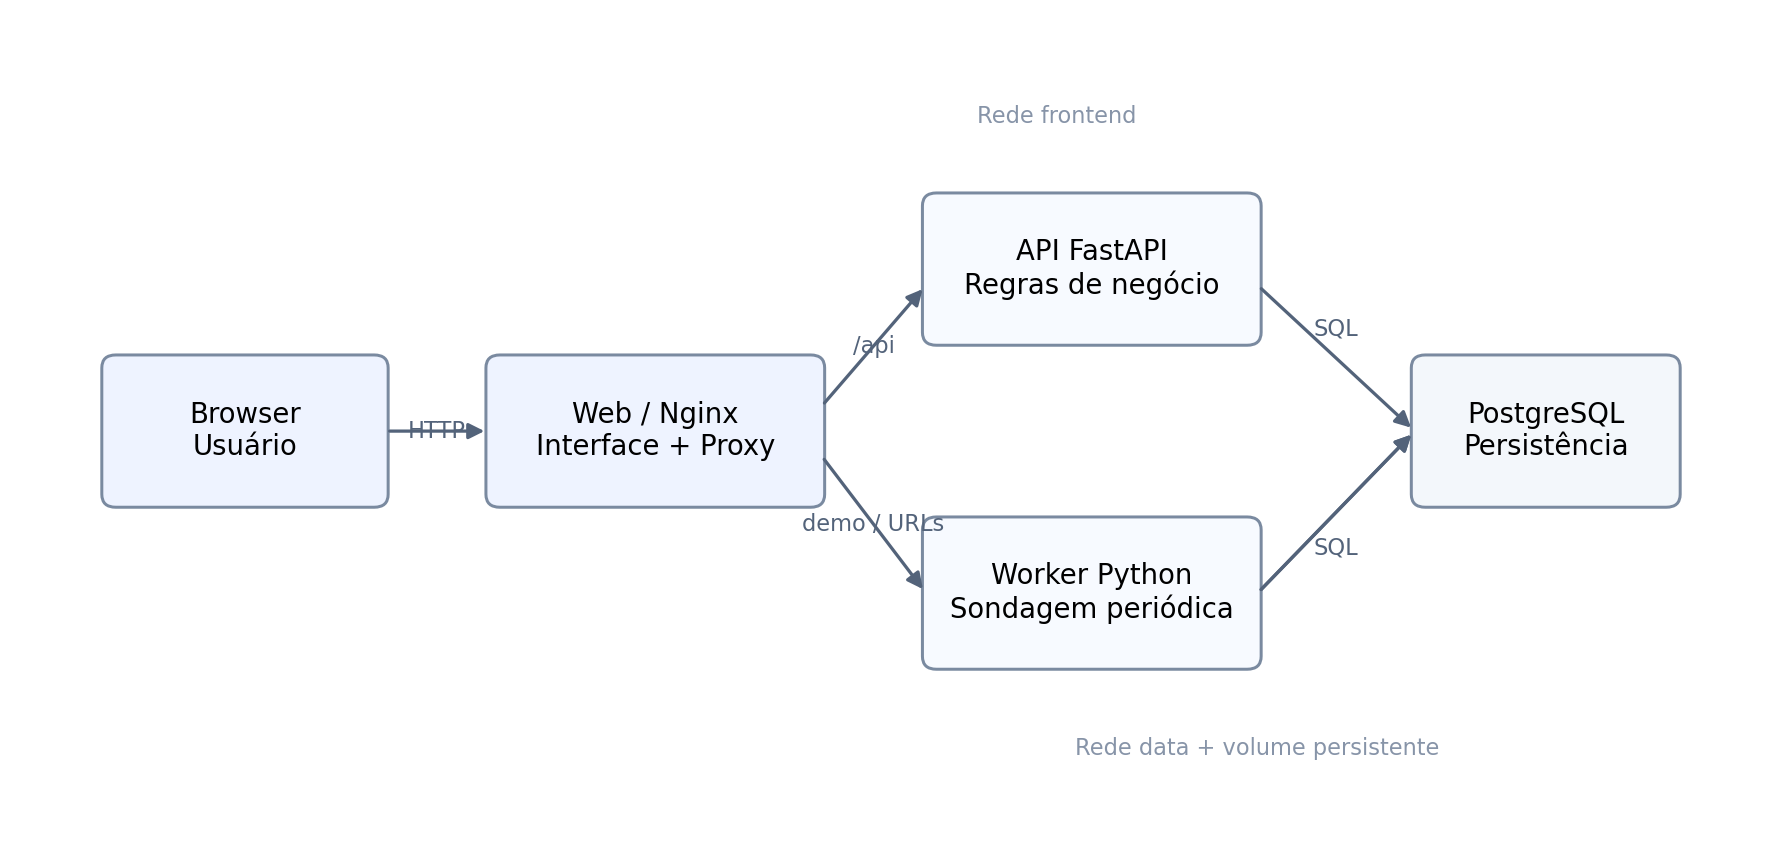 Rede frontend
API FastAPI
Regras de negócio
/api
SQL
Browser
Usuário
HTTP
Web / Nginx
Interface + Proxy
PostgreSQL
Persistência
demo / URLs
Worker Python
Sondagem periódica
SQL
Rede data + volume persistente